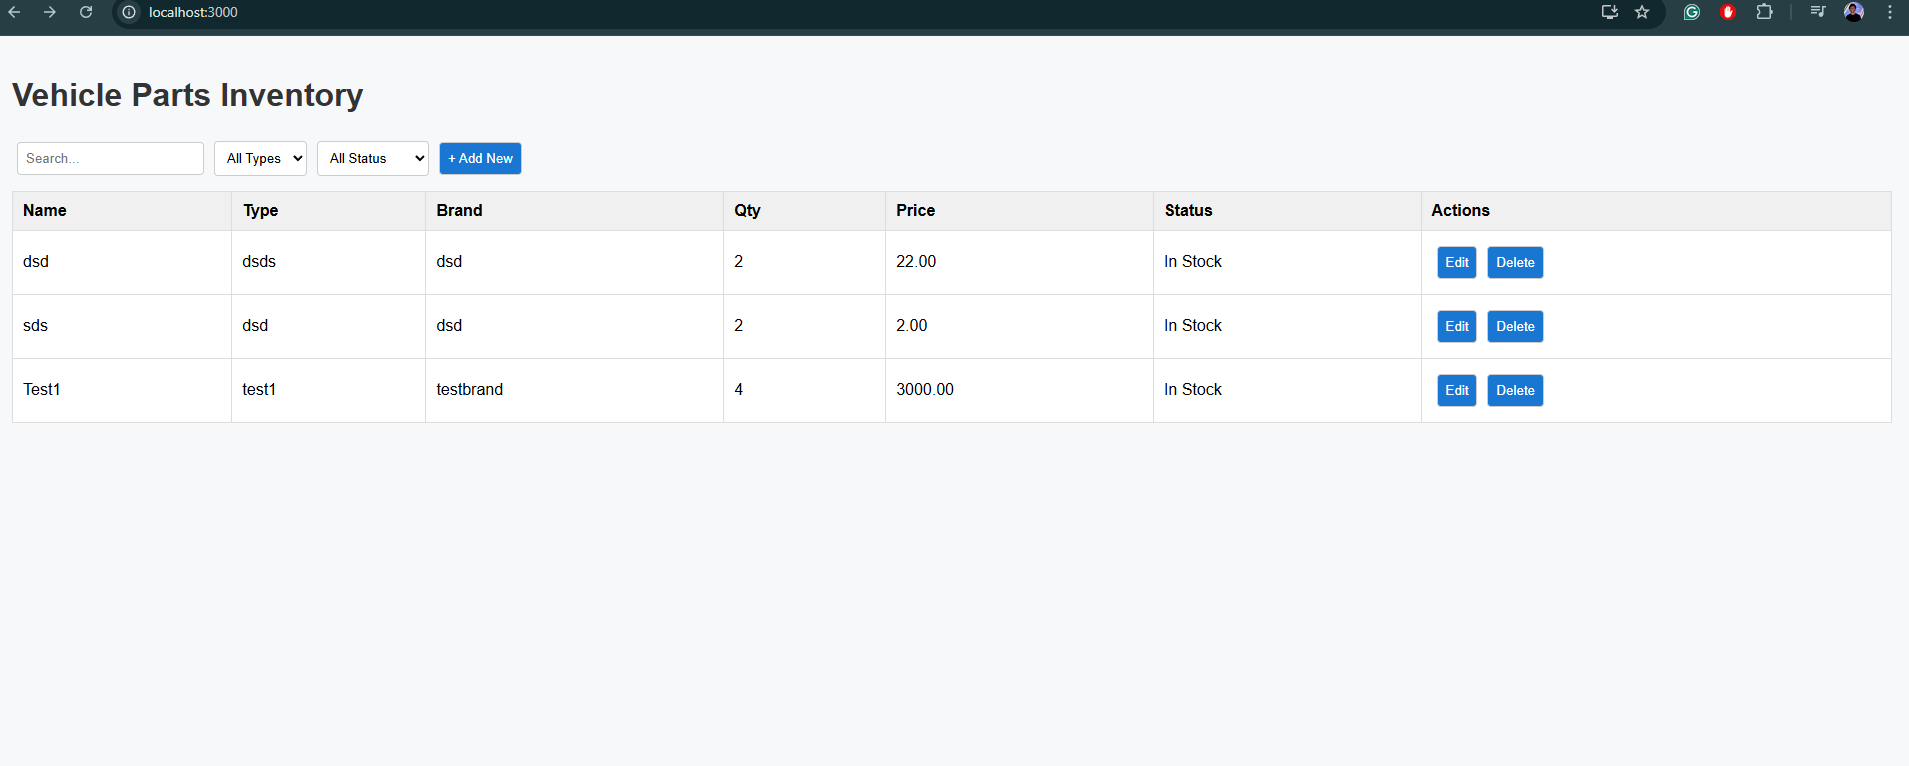 localhost:3000
Vehicle Parts Inventory
Search... All Types All Status + Add New
Name Type Brand Qty Price Status Actions
dsd dsds dsd 2 22.00 In Stock Edit Delete
sds dsd dsd 2 2.00 In Stock Edit Delete
Test1 test1 testbrand 4 3000.00 In Stock Edit Delete